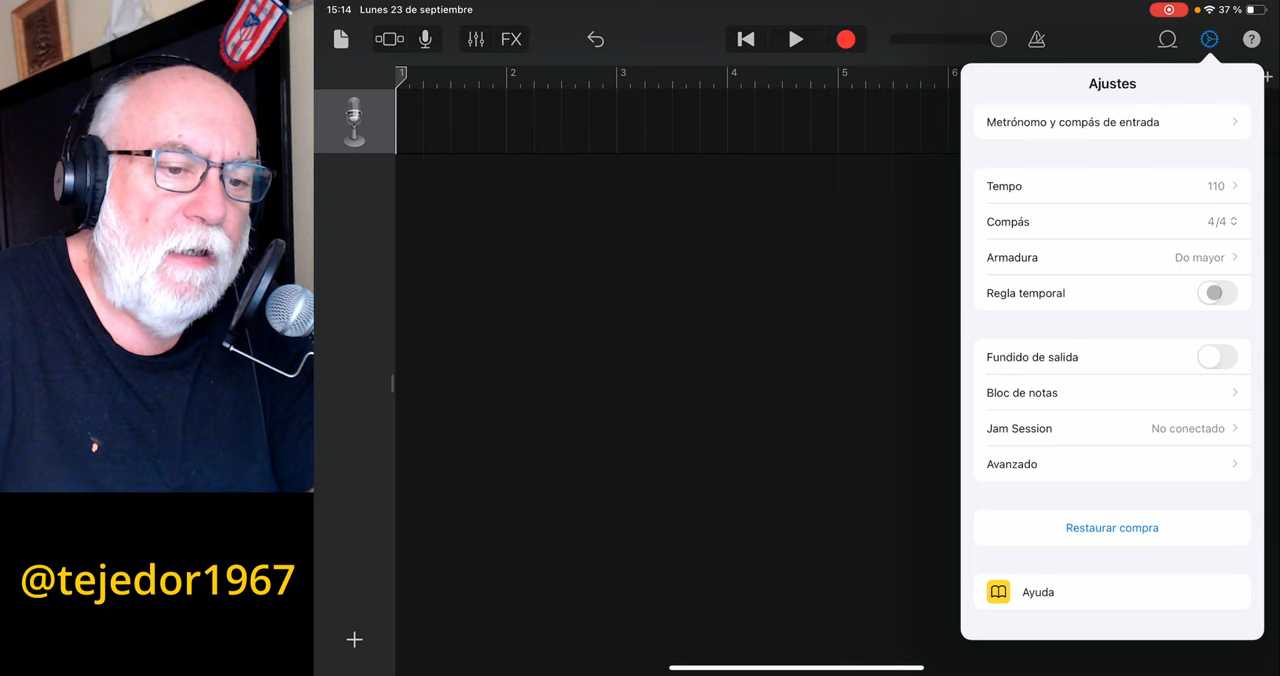 15:14 Lunes 23 de septiembre
37 %
FX
?
1 2 3 4 5 6
Ajustes
Metrónomo y compás de entrada
Tempo 110
Compás 4/4
Armadura Do mayor
Regla temporal
Fundido de salida
Bloc de notas
Jam Session No conectado
Avanzado
Restaurar compra
Ayuda
@tejedor1967